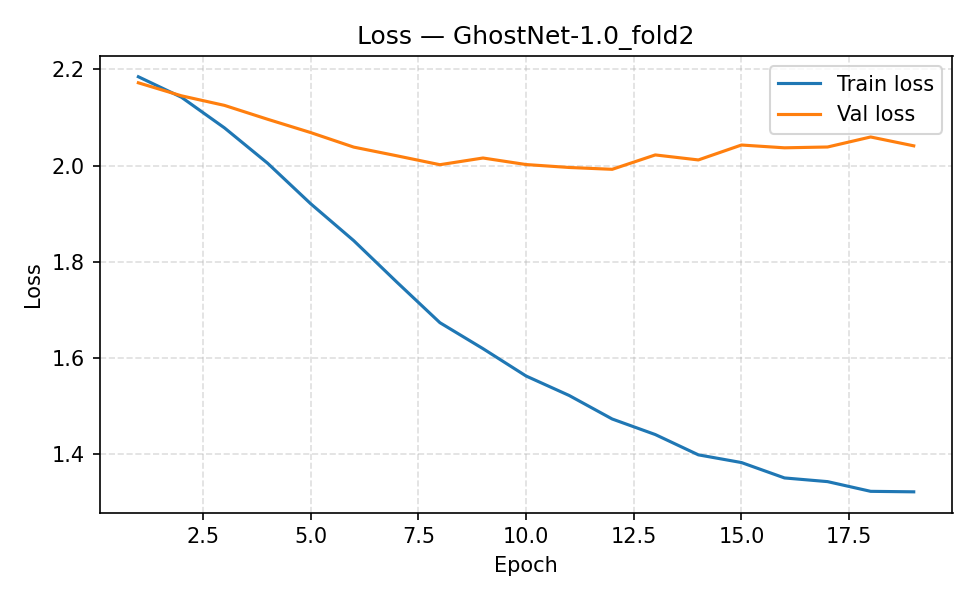 Loss — GhostNet-1.0_fold2
2.2
2.0
1.8
1.6
1.4
Loss
Train loss
Val loss
2.5 5.0 7.5 10.0 12.5 15.0 17.5
Epoch